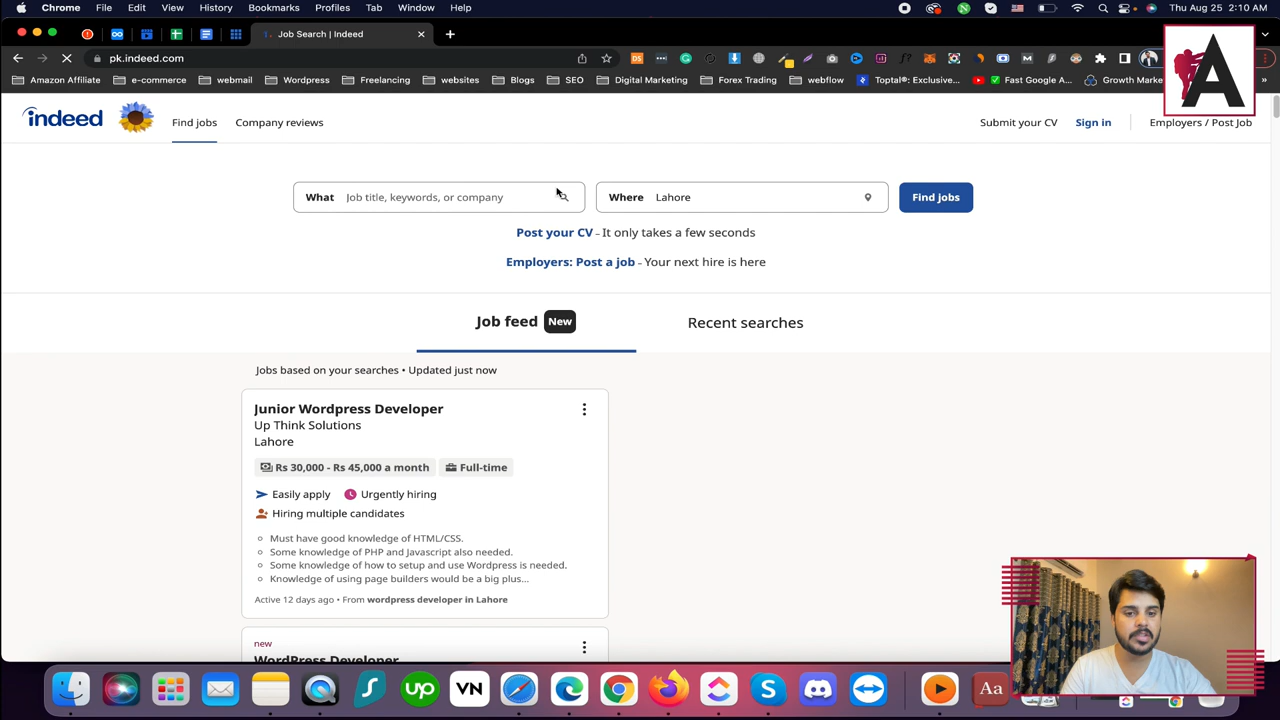 Chrome File Edit View History Bookmarks Profiles Tab Window Help Thu Aug 25 2:10 AM
Job Search | Indeed
pk.indeed.com
Amazon Affiliate e-commerce webmail Wordpress Freelancing websites Blogs SEO Digital Marketing Forex Trading webflow Toptal®: Exclusive... Fast Google A... Growth Marke
A
indeed Find jobs Company reviews Submit your CV Sign in Employers / Post Job
What Job title, keywords, or company Where Lahore Find jobs
Post your CV - It only takes a few seconds
Employers: Post a job - Your next hire is here
Job feed New Recent searches
Jobs based on your searches • Updated just now
Junior Wordpress Developer
Up Think Solutions
Lahore
Rs 30,000 - Rs 45,000 a month Full-time
Easily apply Urgently hiring
Hiring multiple candidates
Must have good knowledge of HTML/CSS.
Some knowledge of PHP and Javascript also needed.
Some knowledge of how to setup and use Wordpress is needed.
Knowledge of using page builders would be a big plus...
Active 12 days ago • From wordpress developer in Lahore
new
WordPress Developer
up VN Aa